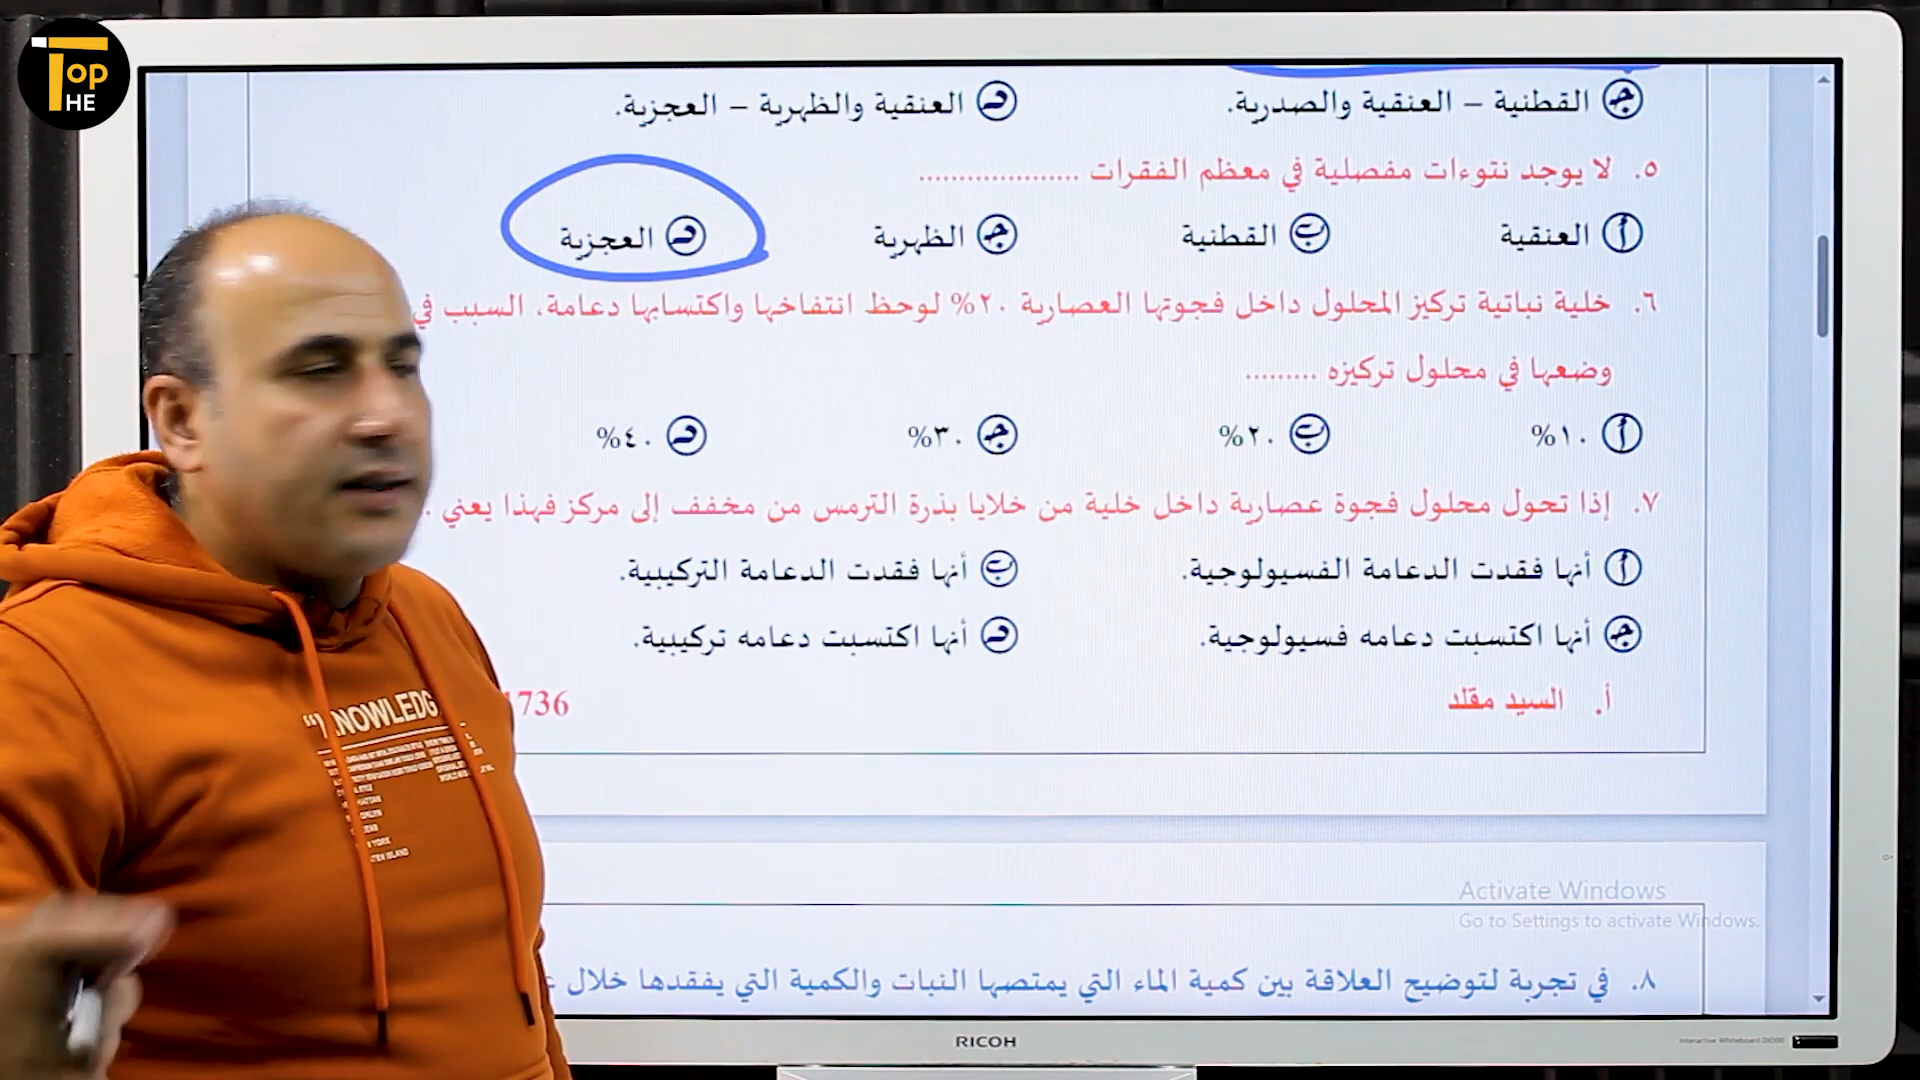 TOP
THE
ج القطنية – العنقية والصدرية.
د العنقية والظهرية – العجزية.
٥. لا يوجد نتوءات مفصلية في معظم الفقرات ....................
أ العنقية
ب القطنية
ج الظهرية
د العجزية
٦. خلية نباتية تركيز المحلول داخل فجوتها العصارية ٢٠% لوحظ انتفاخها واكتسابها دعامة، السبب في
وضعها في محلول تركيزه .........
أ ١٠%
ب ٢٠%
ج ٣٠%
د ٤٠%
٧. إذا تحول محلول فجوة عصارية داخل خلية من خلايا بذرة الترمس من مخفف إلى مركز فهذا يعني .
أ أنها فقدت الدعامة الفسيولوجية.
ب أنها فقدت الدعامة التركيبية.
ج أنها اكتسبت دعامه فسيولوجية.
د أنها اكتسبت دعامه تركيبية.
أ. السيد مقلد
1736
Activate Windows
Go to Settings to activate Windows.
٨. في تجربة لتوضيح العلاقة بين كمية الماء التي يمتصها النبات والكمية التي يفقدها خلال
RICOH
"KNOWLEDG